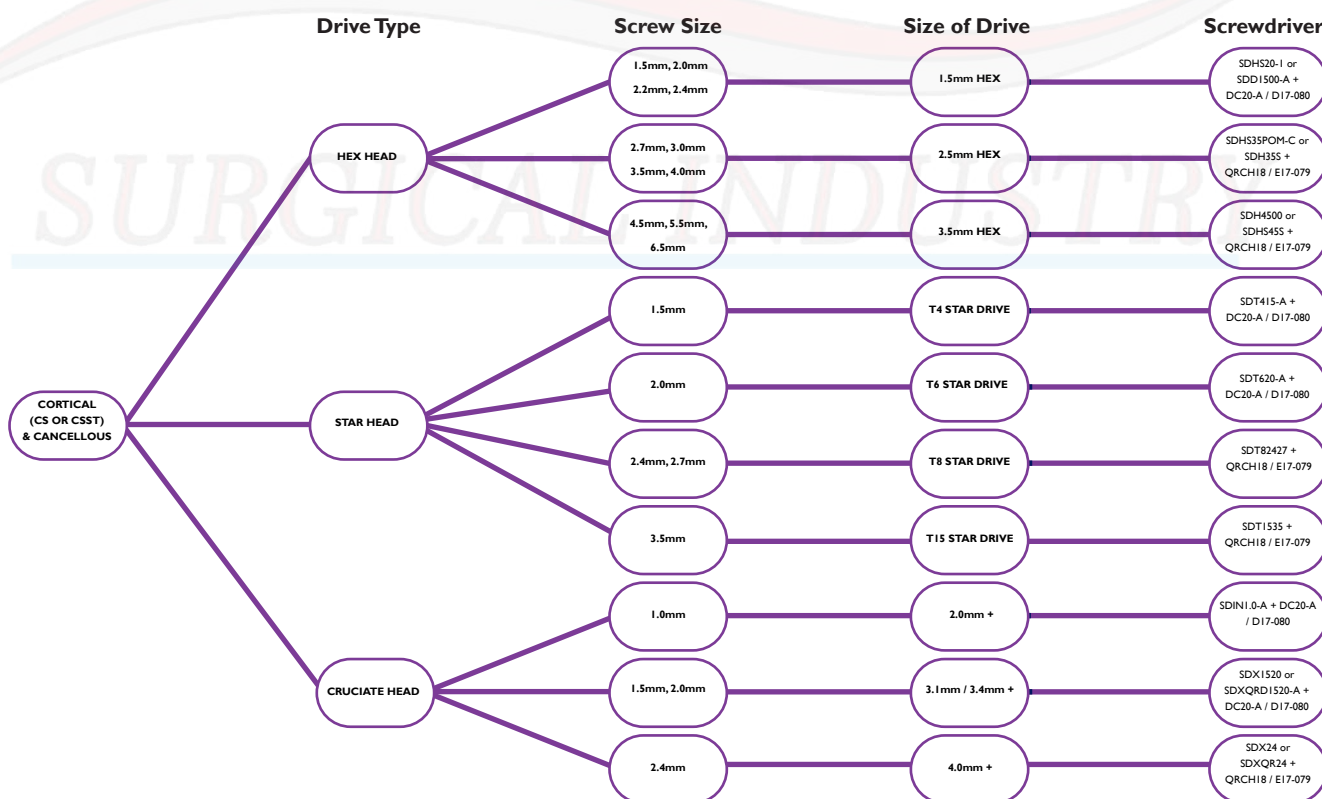 Drive Type
Screw Size
Size of Drive
Screwdriver
SURGICAL INDUSTRY
CORTICAL
(CS OR CSST)
& CANCELLOUS
HEX HEAD
1.5mm, 2.0mm
2.2mm, 2.4mm
1.5mm HEX
SDHS20-1 or
SDD1500-A +
DC20-A / D17-080
2.7mm, 3.0mm
3.5mm, 4.0mm
2.5mm HEX
SDHS35POM-C or
SDH35S +
QRCH18 / E17-079
4.5mm, 5.5mm,
6.5mm
3.5mm HEX
SDH4500 or
SDHS45S +
QRCH18 / E17-079
STAR HEAD
1.5mm
T4 STAR DRIVE
SDT415-A +
DC20-A / D17-080
2.0mm
T6 STAR DRIVE
SDT620-A +
DC20-A / D17-080
2.4mm, 2.7mm
T8 STAR DRIVE
SDT82427 +
QRCH18 / E17-079
3.5mm
T15 STAR DRIVE
SDT1535 +
QRCH18 / E17-079
CRUCIATE HEAD
1.0mm
2.0mm +
SDIN1.0-A + DC20-A
/ D17-080
1.5mm, 2.0mm
3.1mm / 3.4mm +
SDX1520 or
SDXQRD1520-A +
DC20-A / D17-080
2.4mm
4.0mm +
SDX24 or
SDXQR24 +
QRCH18 / E17-079